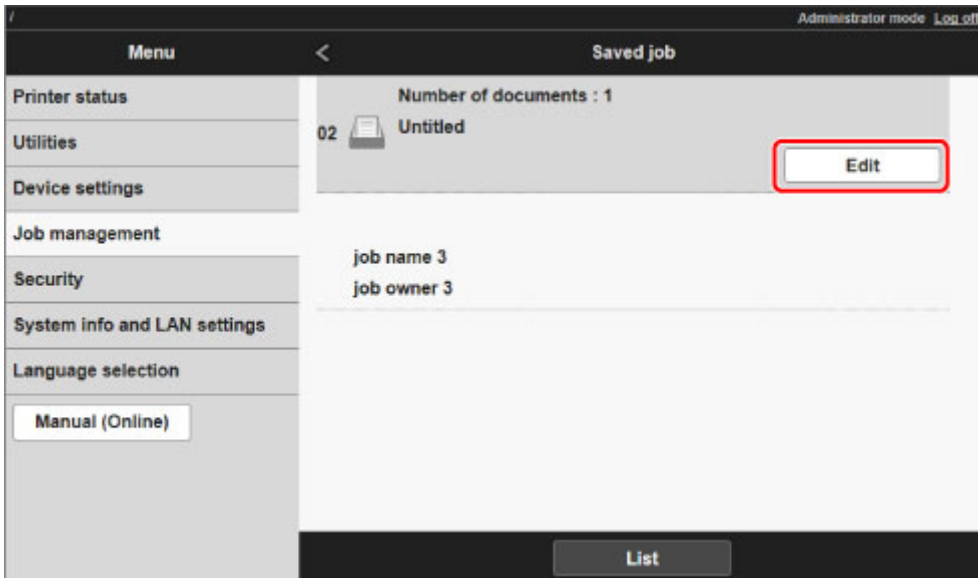 /
Administrator mode Log off
Menu
<
Saved job
Printer status
Utilities
Device settings
Job management
Security
System info and LAN settings
Language selection
Manual (Online)
Number of documents : 1
02
Untitled
Edit
job name 3
job owner 3
List